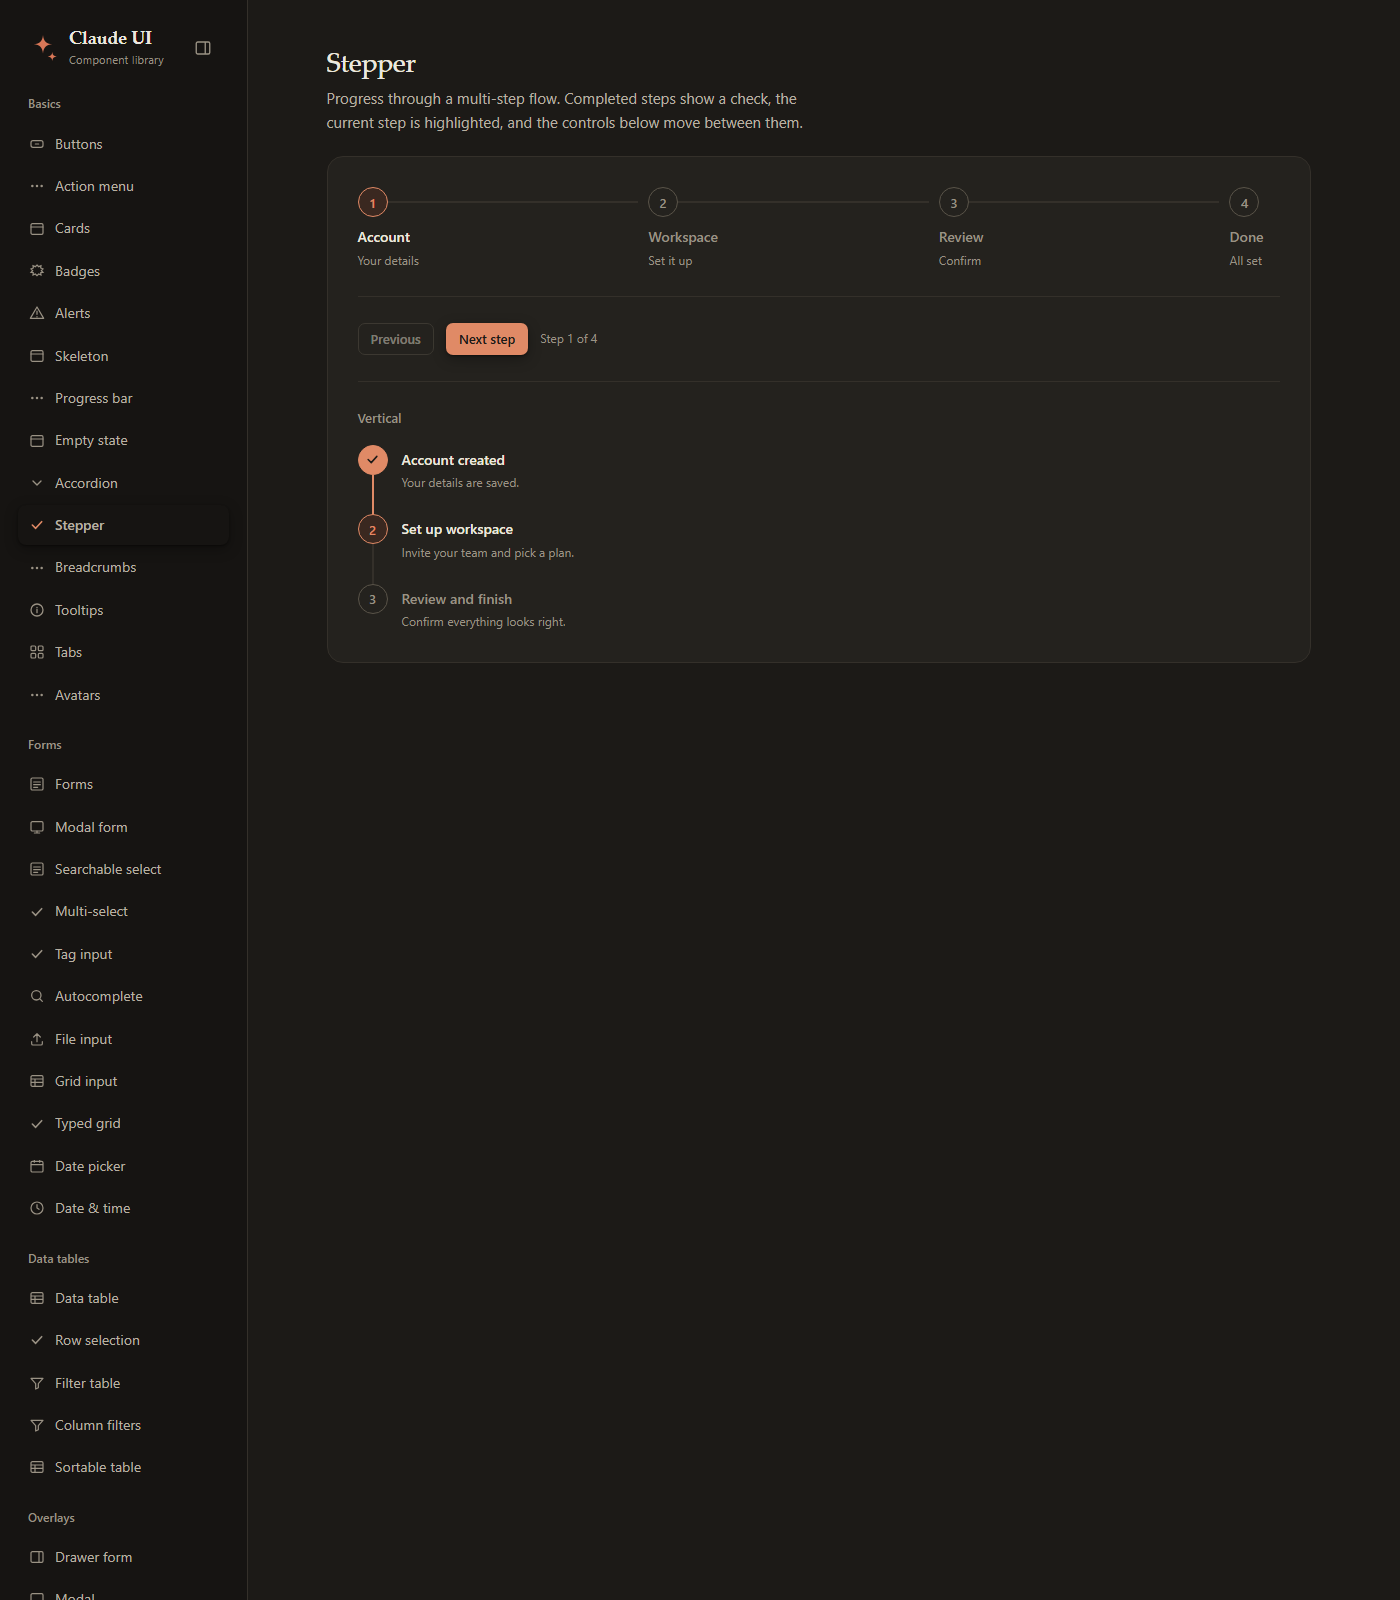 Claude UI
Component library
Basics
Buttons
Action menu
Cards
Badges
Alerts
Skeleton
Progress bar
Empty state
Accordion
Stepper
Breadcrumbs
Tooltips
Tabs
Avatars
Forms
Forms
Modal form
Searchable select
Multi-select
Tag input
Autocomplete
File input
Grid input
Typed grid
Date picker
Date & time
Data tables
Data table
Row selection
Filter table
Column filters
Sortable table
Overlays
Drawer form
Modal
Stepper
Progress through a multi-step flow. Completed steps show a check, the
current step is highlighted, and the controls below move between them.
1 2 3 4
Account Workspace Review Done
Your details Set it up Confirm All set
Previous Next step Step 1 of 4
Vertical
Account created
Your details are saved.
2 Set up workspace
Invite your team and pick a plan.
3 Review and finish
Confirm everything looks right.